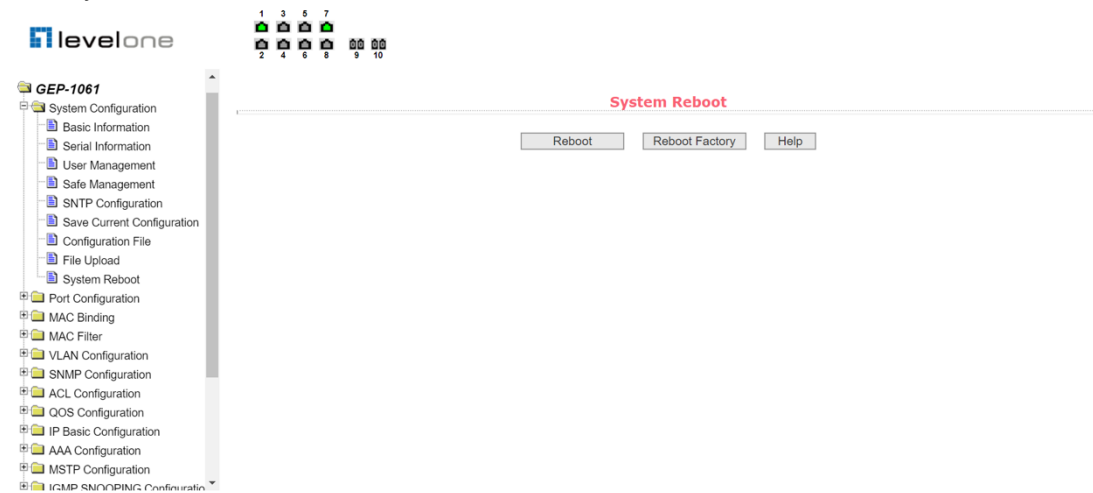 1 3 5 7
levelone
2 4 6 8 9 10
GEP-1061
System Configuration
Basic Information
Serial Information
User Management
Safe Management
SNTP Configuration
Save Current Configuration
Configuration File
File Upload
System Reboot
Port Configuration
MAC Binding
MAC Filter
VLAN Configuration
SNMP Configuration
ACL Configuration
QOS Configuration
IP Basic Configuration
AAA Configuration
MSTP Configuration
IGMP SNOOPING Configuratio
System Reboot
Reboot Reboot Factory Help